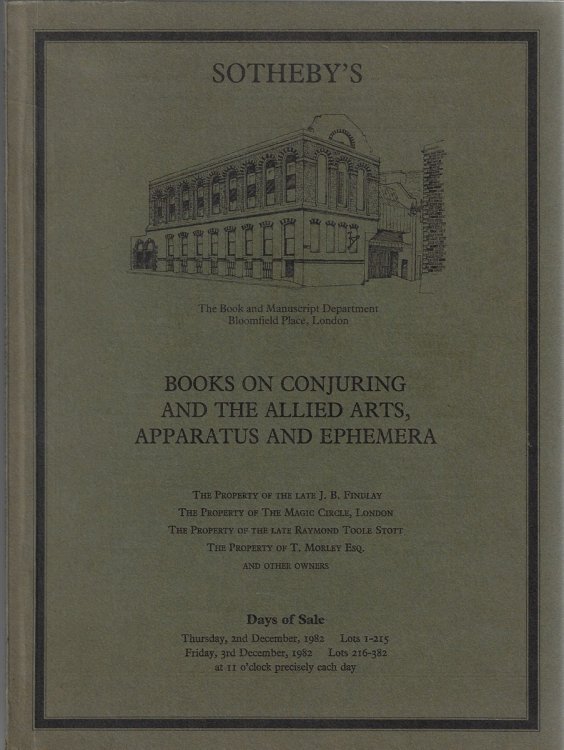 SOTHEBY'S
The Book and Manuscript Department
Bloomfield Place, London
BOOKS ON CONJURING
AND THE ALLIED ARTS,
APPARATUS AND EPHEMERA
The Property of the late J. B. Findlay
The Property of The Magic Circle, London
The Property of the late Raymond Toole Stott
The Property of T. Morley Esq.
and other owners
Days of Sale
Thursday, 2nd December, 1982 Lots 1-215
Friday, 3rd December, 1982 Lots 216-382
at 11 o'clock precisely each day